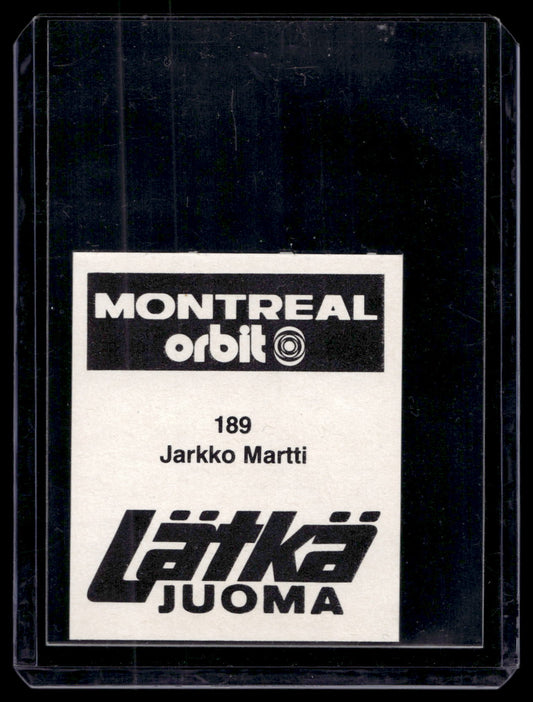 MONTREAL
orbit
189
Jarkko Martti
Lätkä
JUOMA